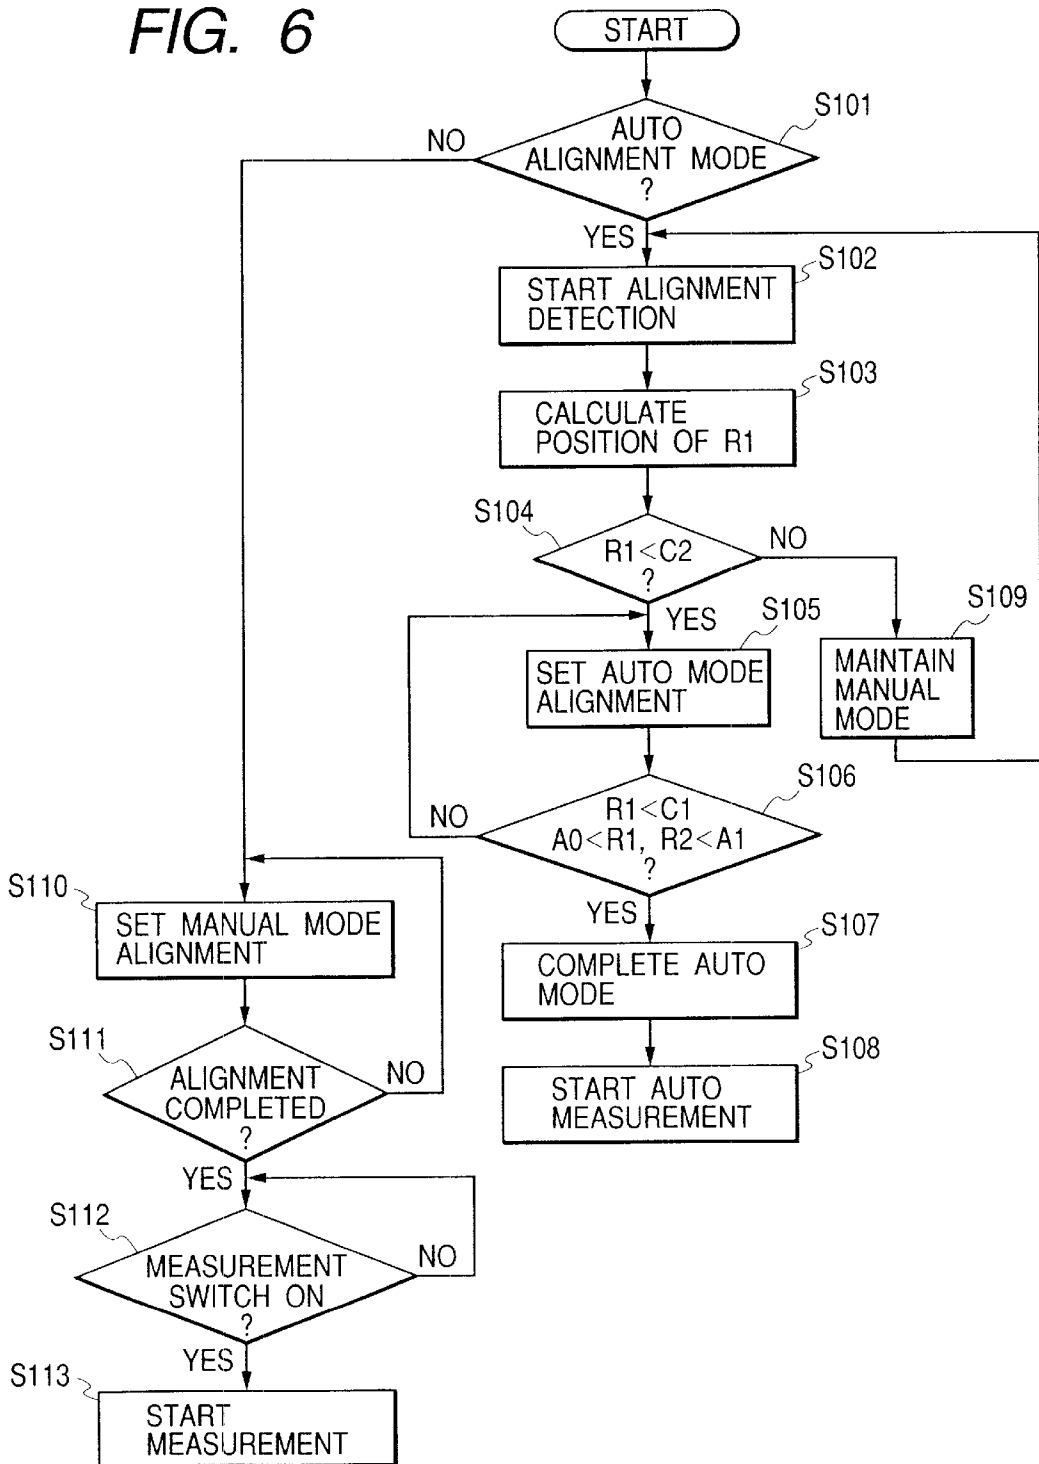 FIG. 6
START
S101
AUTO
ALIGNMENT MODE
?
NO
YES
S102
START ALIGNMENT
DETECTION
S103
CALCULATE
POSITION OF R1
S104
R1<C2
?
NO
YES
S105
SET AUTO MODE
ALIGNMENT
S109
MAINTAIN
MANUAL
MODE
S106
R1<C1
A0<R1, R2<A1
?
NO
YES
S107
COMPLETE AUTO
MODE
S108
START AUTO
MEASUREMENT
S110
SET MANUAL MODE
ALIGNMENT
S111
ALIGNMENT
COMPLETED
?
NO
YES
S112
MEASUREMENT
SWITCH ON
?
NO
YES
S113
START
MEASUREMENT